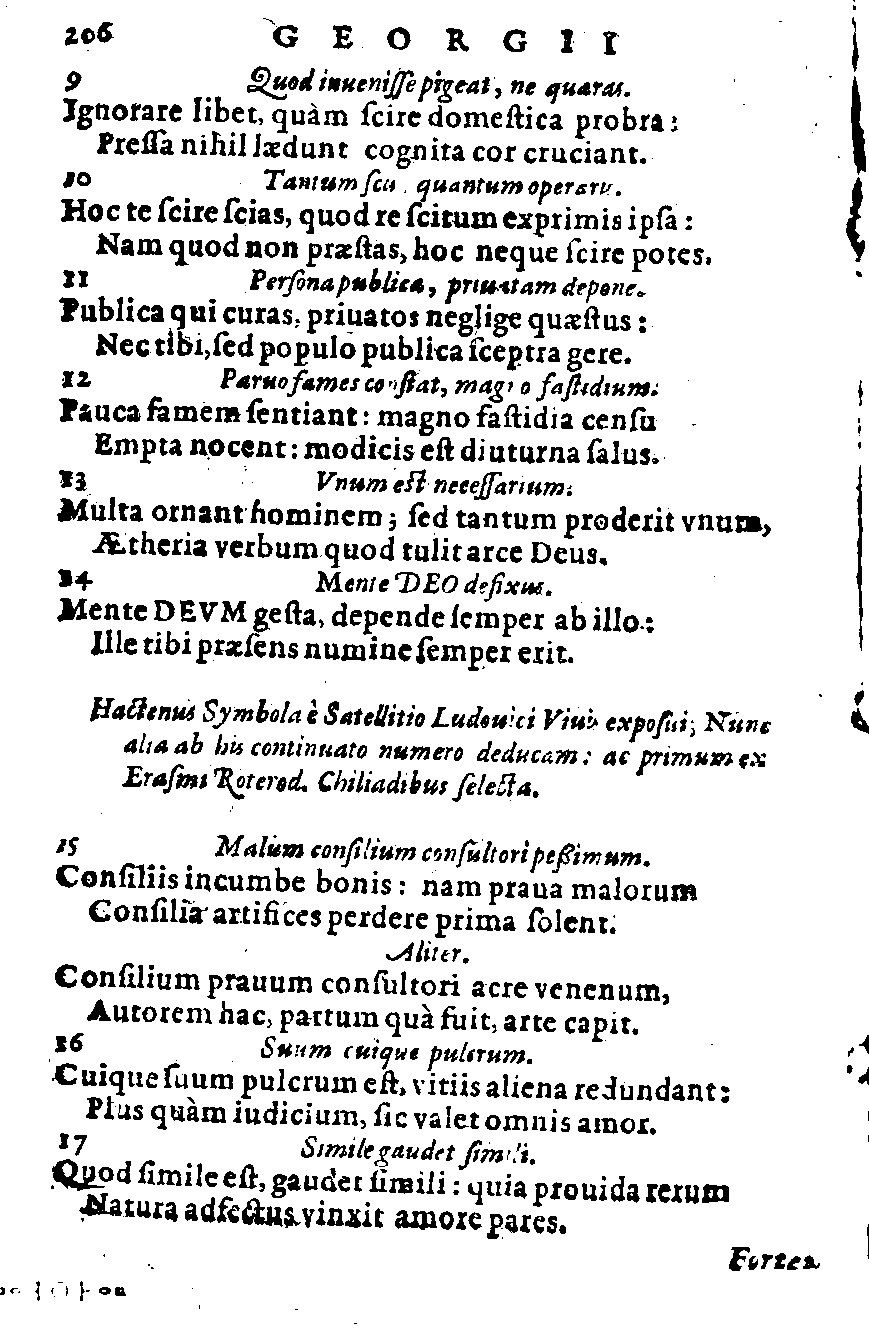 206 GEORGII
9 Quod inueniſſe pigeat, ne quæras.
Ignorare libet, quàm ſcire domeſtica probra:
Preſſa nihil lædunt cognita cor cruciant.
10 Tantum ſcis, quantum operaris.
Hoc te ſcire ſcias, quod re ſcitum exprimis ipſa:
Nam quod non præſtas, hoc neque ſcire potes.
11 Perſona publica, priuatam depone.
Publica qui curas, priuatos neglige quæſtus:
Nec tibi, ſed populo publica ſceptra gere.
12 Paruo fames conſtat, magno faſtidium.
Pauca famem ſentiant: magno faſtidia cenſu
Empta nocent: modicis eſt diuturna ſalus.
13 Vnum eſt neceſſarium.
Multa ornant hominem; ſed tantum proderit vnum,
Ætheria verbum quod tulit arce Deus.
14 Mente DEO defixus.
Mente DEVM geſta, depende ſemper ab illo:
Ille tibi præſens numine ſemper erit.
Hactenus Symbola è Satellitio Ludouici Viuis expoſui; Nunc
alia ab his continuato numero deducam: ac primum ex
Eraſmi Roterod. Chiliadibus ſelecta.
15 Malum conſilium conſultori peßimum.
Conſiliis incumbe bonis: nam praua malorum
Conſilia artifices perdere prima ſolent.
Aliter.
Conſilium prauum conſultori acre venenum,
Autorem hac, partum quà fuit, arte capit.
16 Suum cuique pulcrum.
Cuique ſuum pulcrum eſt, vitiis aliena redundant:
Plus quàm iudicium, ſic valet omnis amor.
17 Simile gaudet ſimili.
Quod ſimile eſt, gaudet ſimili: quia prouida rerum
Natura adfectus vinxit amore pares.
Fortes